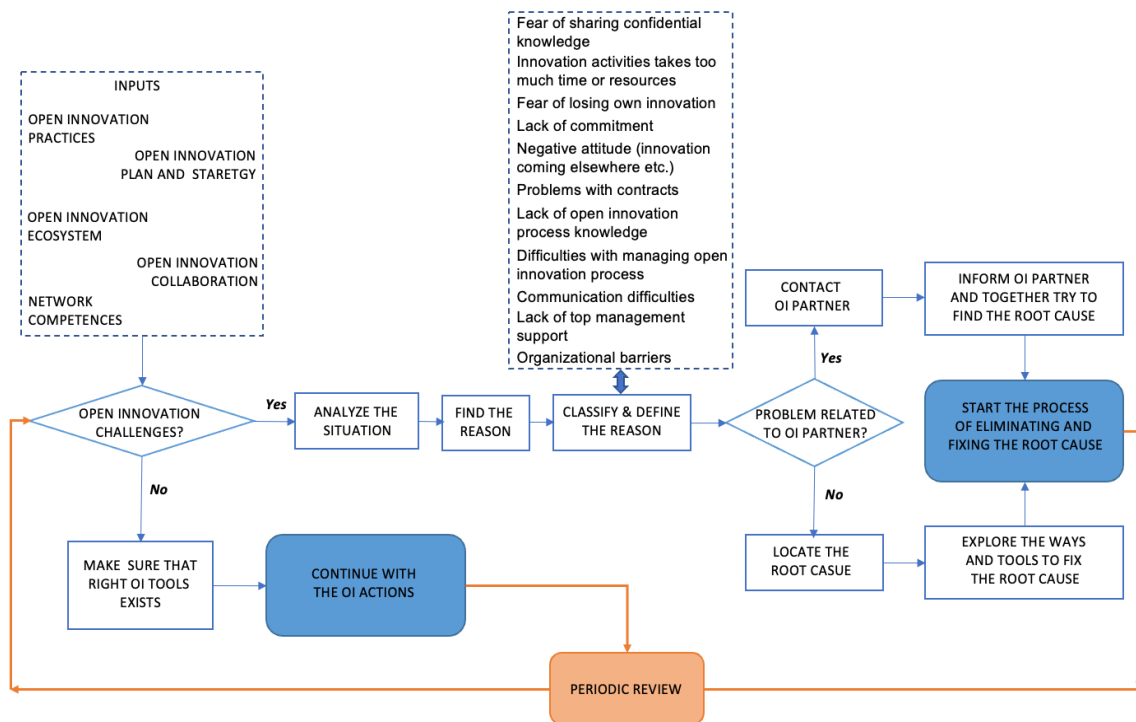 INPUTS
OPEN INNOVATION
PRACTICES
OPEN INNOVATION
PLAN AND STARETGY
OPEN INNOVATION
ECOSYSTEM
OPEN INNOVATION
COLLABORATION
NETWORK
COMPETENCES
Fear of sharing confidential
knowledge
Innovation activities takes too
much time or resources
Fear of losing own innovation
Lack of commitment
Negative attitude (innovation
coming elsewhere etc.)
Problems with contracts
Lack of open innovation
process knowledge
Difficulties with managing open
innovation process
Communication difficulties
Lack of top management
support
Organizational barriers
OPEN INNOVATION
CHALLENGES?
Yes
ANALYZE THE
SITUATION
FIND THE
REASON
CLASSIFY & DEFINE
THE REASON
PROBLEM RELATED
TO OI PARTNER?
Yes
CONTACT
OI PARTNER
INFORM OI PARTNER
AND TOGETHER TRY TO
FIND THE ROOT CAUSE
START THE PROCESS
OF ELIMINATING AND
FIXING THE ROOT CAUSE
No
LOCATE THE
ROOT CASUE
EXPLORE THE WAYS
AND TOOLS TO FIX
THE ROOT CAUSE
No
MAKE SURE THAT
RIGHT OI TOOLS
EXISTS
CONTINUE WITH
THE OI ACTIONS
PERIODIC REVIEW